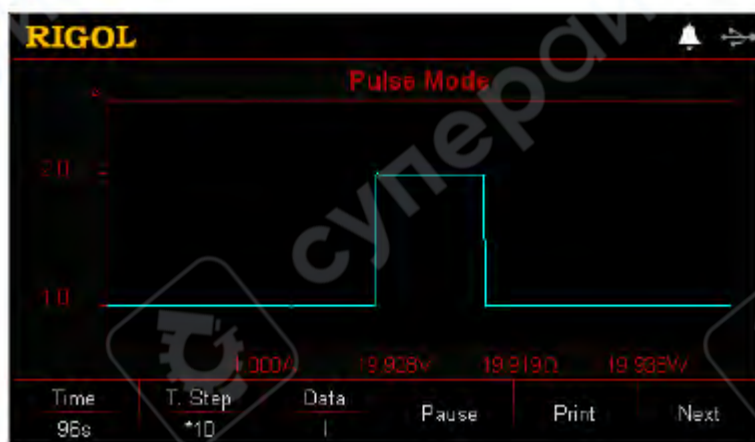 RIGOL
Pulse Mode
2.0
1.0
1.000A 19.928V 19.919Ω 19.938W
Time T. Step Data Pause Print Next
96s *10 I
суперайс